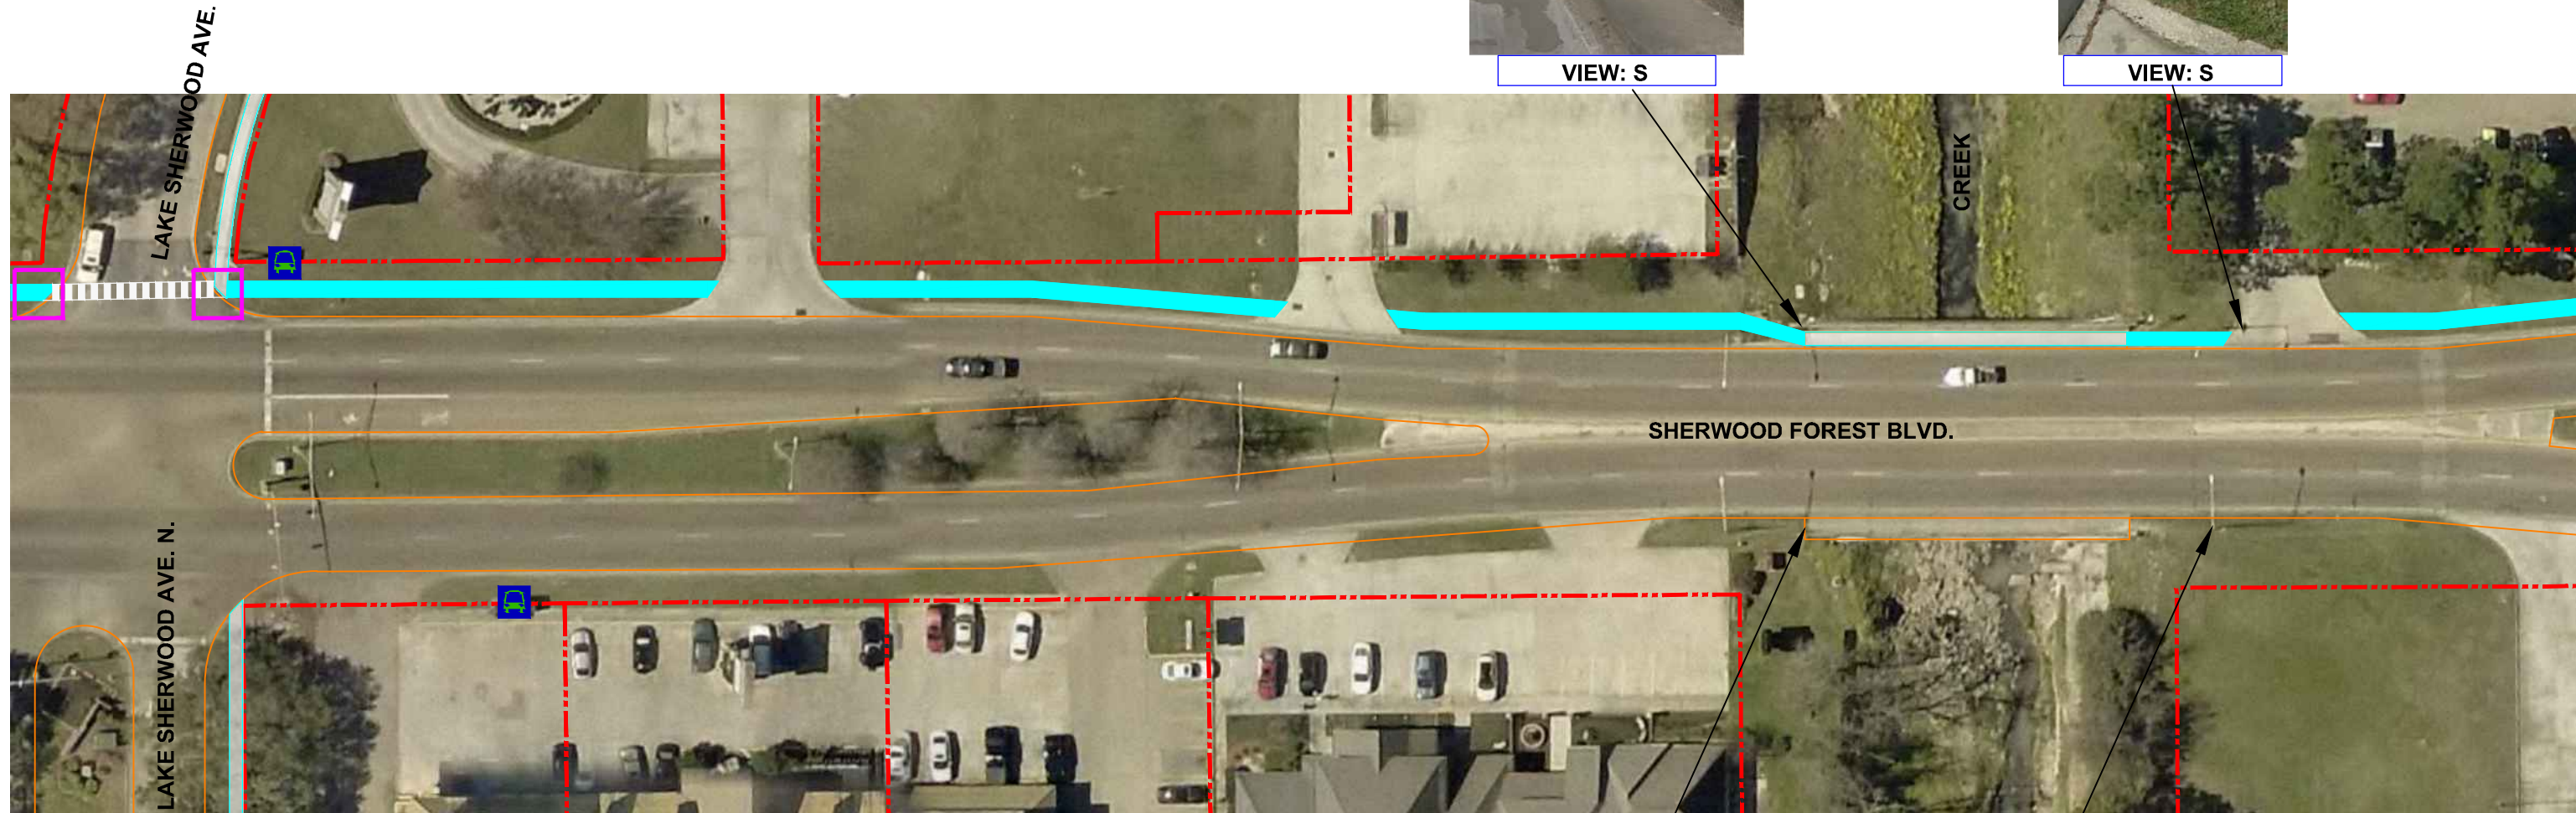 LAKE SHERWOOD AVE.
VIEW: S
VIEW: S
CREEK
SHERWOOD FOREST BLVD.
LAKE SHERWOOD AVE. N.